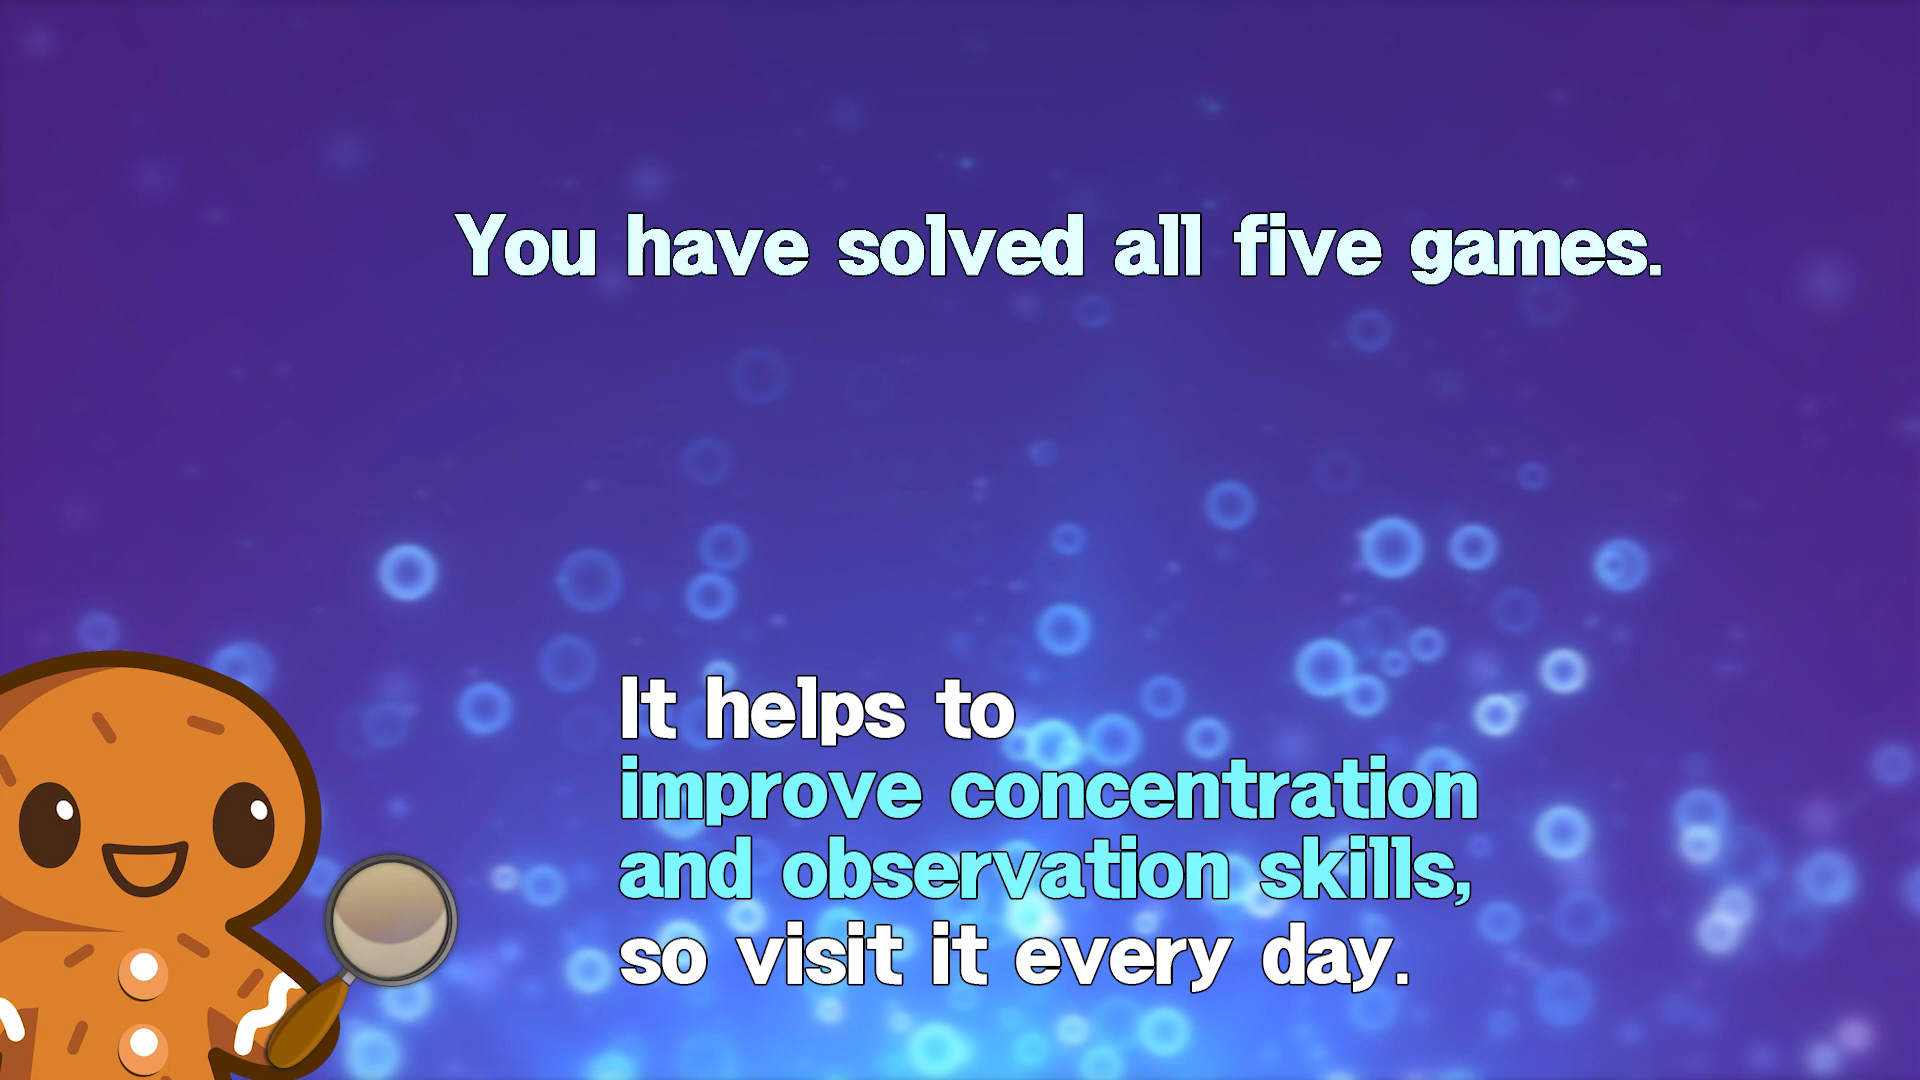 You have solved all five games.
It helps to
improve concentration
and observation skills,
so visit it every day.